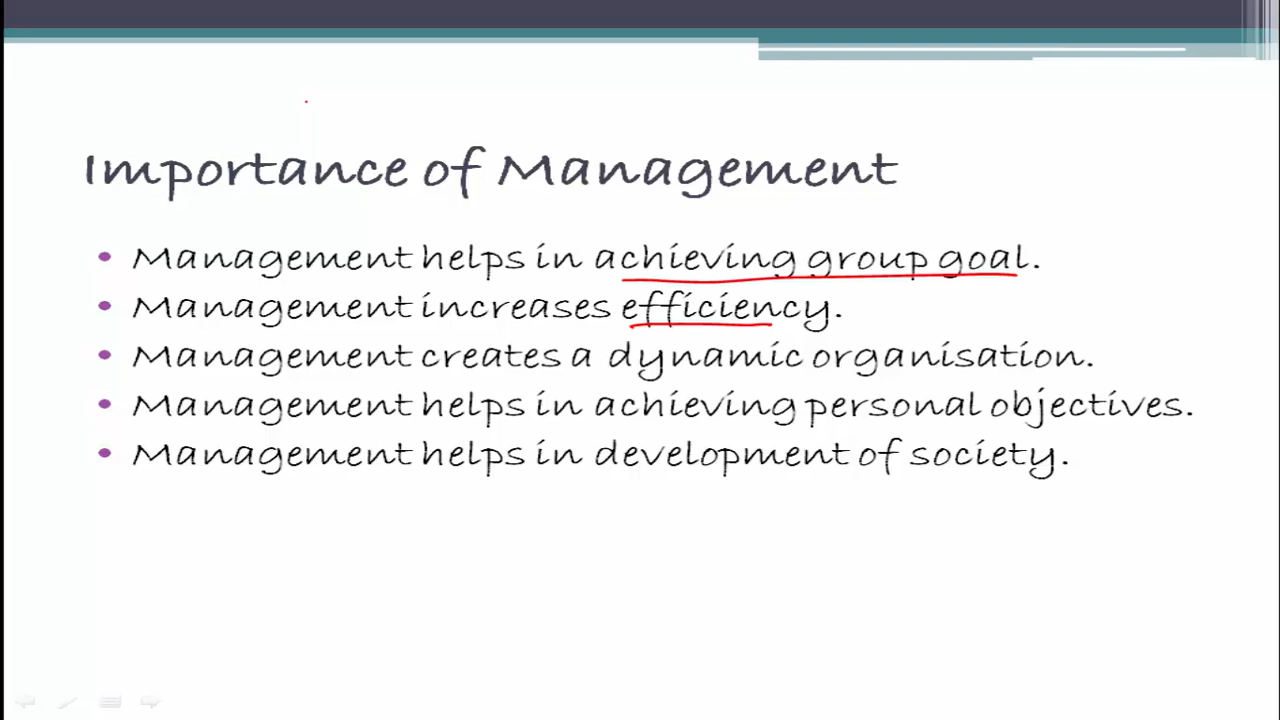 Importance of Management
• Management helps in achieving group goal.
• Management increases efficiency.
• Management creates a dynamic organisation.
• Management helps in achieving personal objectives.
• Management helps in development of society.